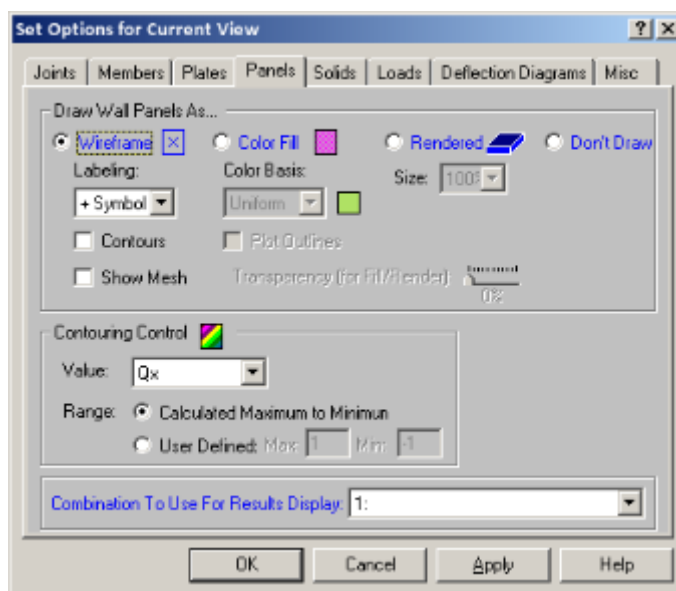 Set Options for Current View
Joints Members Plates Panels Solids Loads Deflection Diagrams Misc
Draw Wall Panels As...
Wireframe Color Fill Rendered Don't Draw
Labeling: Color Basis: Size: 100%
+ Symbol Uniform
Contours Plot Outlines
Show Mesh Transparency (for Fill/Render):
0%
Contouring Control
Value: Qx
Range: Calculated Maximum to Minimun
User Defined: Max: 1 Min: -1
Combination To Use For Results Display: 1:
OK Cancel Apply Help